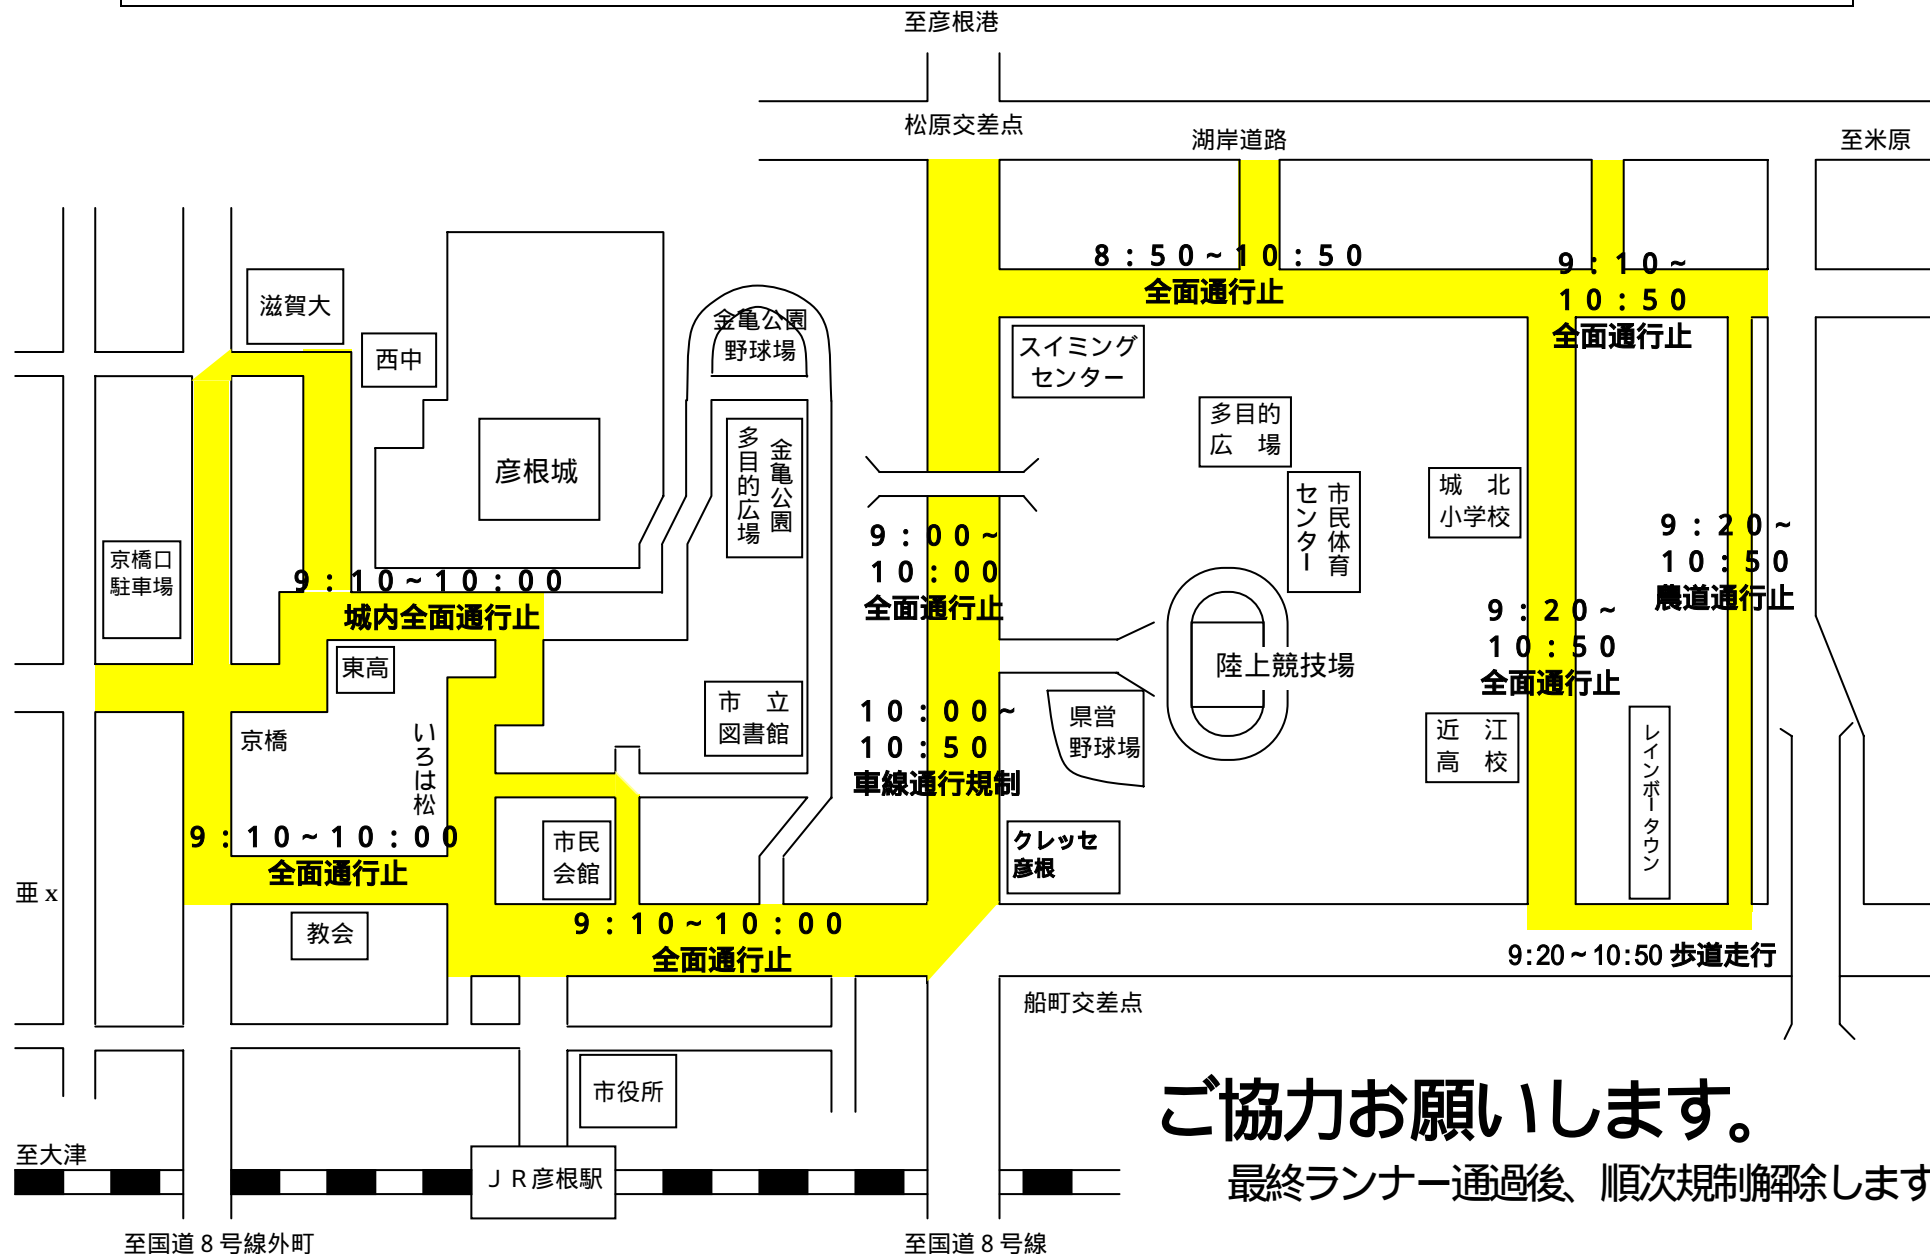 至彦根港
松原交差点
湖岸道路
至米原
8：50～10：50
全面通行止
9：10～
10：50
全面通行止
滋賀大
西中
金亀公園
野球場
スイミング
センター
多目的
広　場
彦根城
金亀公園
多目的広場
市民体育
センター
城　北
小学校
9：00～
10：00
全面通行止
9：20～
10：50
農道通行止
京橋口
駐車場
9：10～10：00
城内全面通行止
9：20～
10：50
全面通行止
東高
陸上競技場
市　立
図書館
10：00～
10：50
車線通行規制
県営
野球場
近　江
高　校
レインボータウン
京橋
いろは松
9：10～10：00
全面通行止
市民
会館
クレッセ
彦根
亜x
教会
9：10～10：00
全面通行止
9:20～10:50 歩道走行
船町交差点
市役所
ご協力お願いします。
至大津
ＪＲ彦根駅
最終ランナー通過後、順次規制解除します
至国道８号線外町
至国道８号線